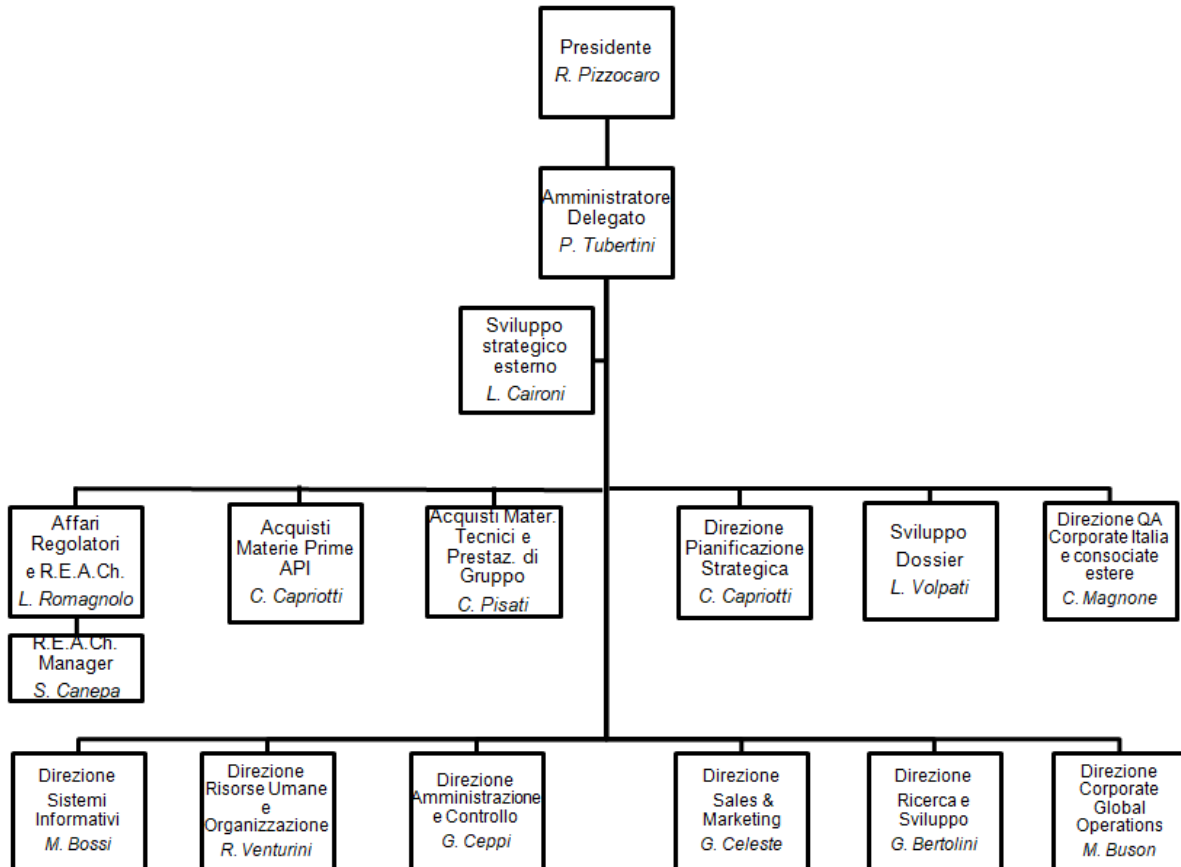 Presidente
R. Pizzocaro
Amministratore
Delegato
P. Tubertini
Sviluppo
strategico
esterno
L. Caironi
Affari
Regolatori
e R.E.A.Ch.
L. Romagnolo
Acquisti
Materie Prime
API
C. Capriotti
Acquisti Mater.
Tecnici e
Prestaz. di
Gruppo
C. Pisati
Direzione
Pianificazione
Strategica
C. Capriotti
Sviluppo
Dossier
L. Volpati
Direzione QA
Corporate Italia
e consociate
estere
C. Magnone
R.E.A.Ch.
Manager
S. Canepa
Direzione
Sistemi
Informativi
M. Bossi
Direzione
Risorse Umane
e
Organizzazione
R. Venturini
Direzione
Amministrazione
e Controllo
G. Ceppi
Direzione
Sales &
Marketing
G. Celeste
Direzione
Ricerca e
Sviluppo
G. Bertolini
Direzione
Corporate
Global
Operations
M. Buson